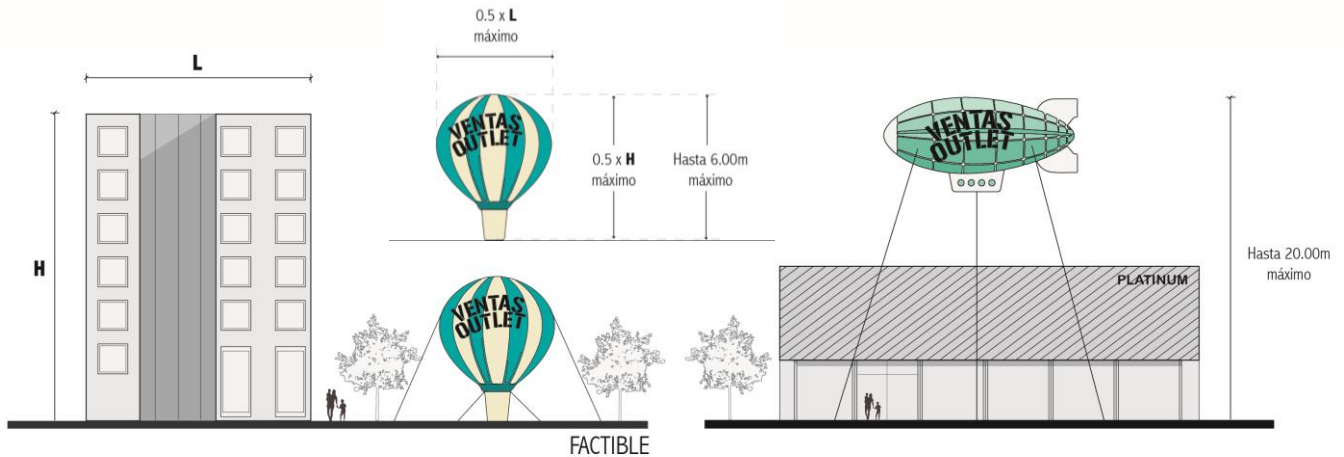 0.5 x L
máximo
L
H
VENTAS
OUTLET
0.5 x H
máximo
Hasta 6.00m
máximo
VENTAS
OUTLET
FACTIBLE
VENTAS
OUTLET
PLATINUM
Hasta 20.00m
máximo